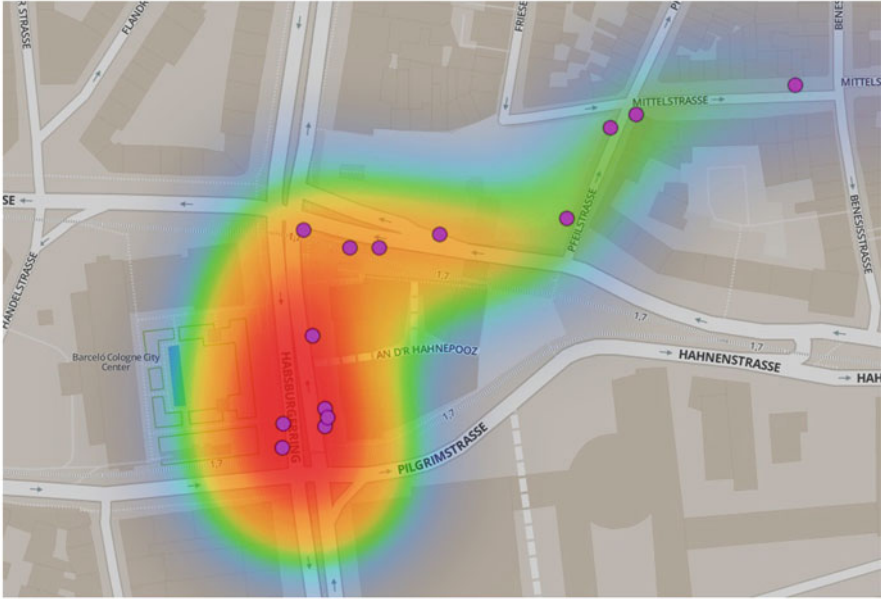 FLANDR
FRIESE
BENES
MITTELSTRASSE
MITTELS
SE
PFEILSTRASSE
BENESISSTRASSE
HÄNDELSTRASSE
1,7
1,7
1,7
Barceló Cologne City
Center
AN D'R HAHNEPOOZ
HAHNENSTRASSE
HAH
HABSBURGERRING
1,7
PILGRIMSTRASSE
1,7